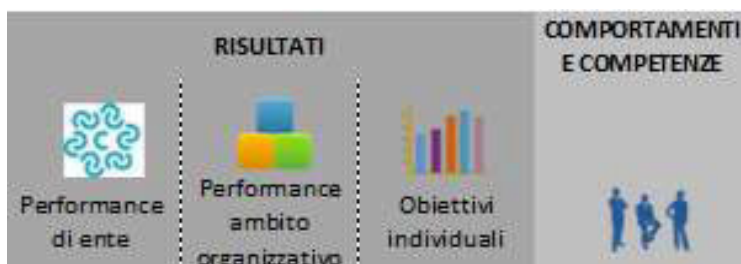 RISULTATI
COMPORTAMENTI
E COMPETENZE
Performance
di ente
Performance
ambito
organizzativo
Obiettivi
individuali